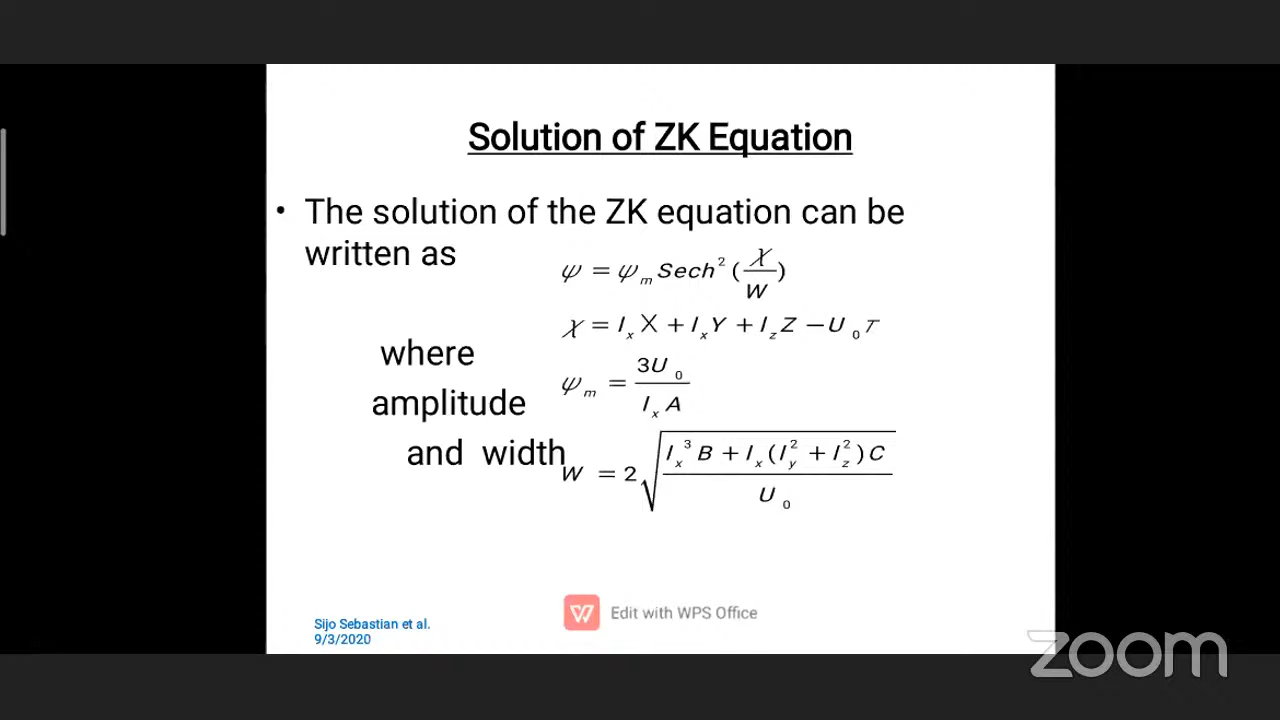 Solution of ZK Equation
• The solution of the ZK equation can be
written as
ψ = ψ_m Sech² (χ/W)
χ = l_x X + l_x Y + l_z Z − U_0 τ
where
ψ_m = 3U_0 / l_x A
amplitude
and width
W = 2 √((l_x³ B + l_x (l_y² + l_z²) C) / U_0)
Edit with WPS Office
Sijo Sebastian et al.
9/3/2020
zoom